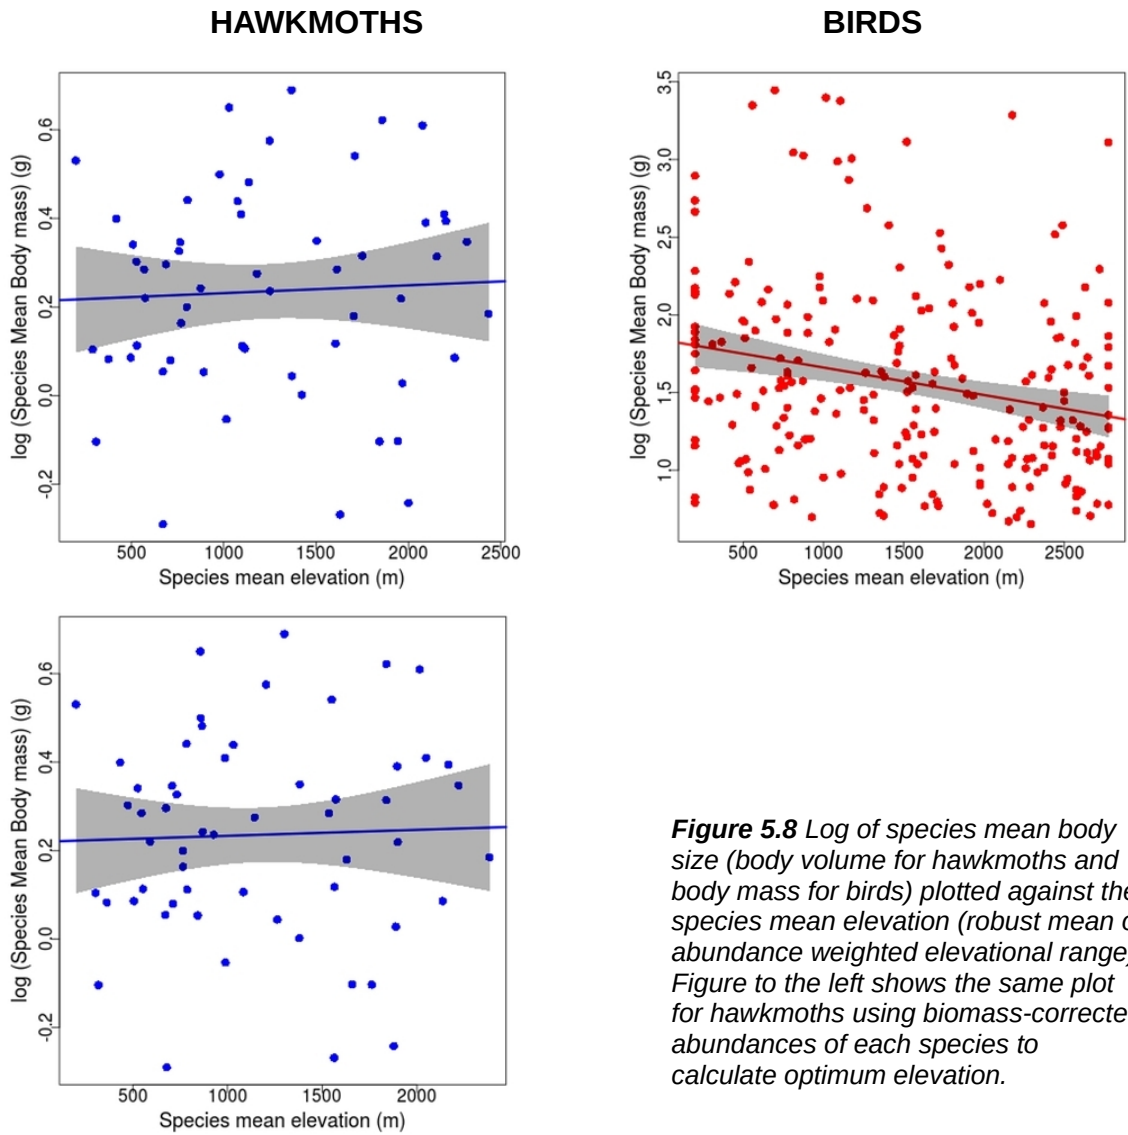 HAWKMOTHS
BIRDS
log (Species Mean Body mass) (g)
0.6
0.4
0.2
0.0
-0.2
500 1000 1500 2000 2500
Species mean elevation (m)
log (Species Mean Body mass) (g)
3.5
3.0
2.5
2.0
1.5
1.0
500 1000 1500 2000 2500
Species mean elevation (m)
log (Species Mean Body mass) (g)
0.6
0.4
0.2
0.0
-0.2
500 1000 1500 2000
Species mean elevation (m)
Figure 5.8 Log of species mean body
size (body volume for hawkmoths and
body mass for birds) plotted against the
species mean elevation (robust mean
abundance weighted elevational range)
Figure to the left shows the same plot
for hawkmoths using biomass-correcte
abundances of each species to
calculate optimum elevation.